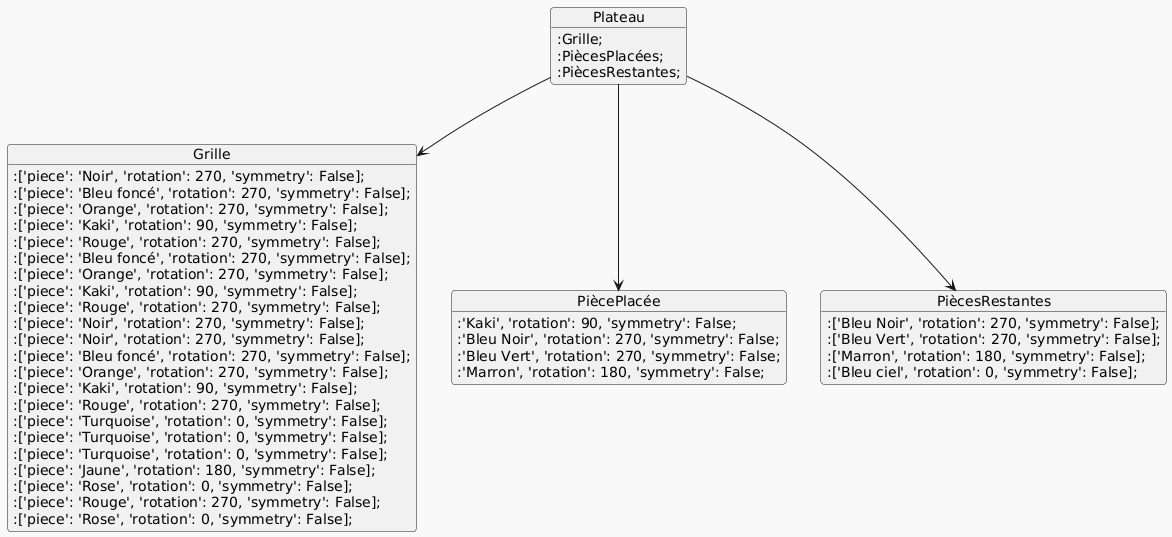 Plateau
:Grille;
:PiècesPlacées;
:PiècesRestantes;
Grille
:['piece': 'Noir', 'rotation': 270, 'symmetry': False];
:['piece': 'Bleu foncé', 'rotation': 270, 'symmetry': False];
:['piece': 'Orange', 'rotation': 270, 'symmetry': False];
:['piece': 'Kaki', 'rotation': 90, 'symmetry': False];
:['piece': 'Rouge', 'rotation': 270, 'symmetry': False];
:['piece': 'Bleu foncé', 'rotation': 270, 'symmetry': False];
:['piece': 'Orange', 'rotation': 270, 'symmetry': False];
:['piece': 'Kaki', 'rotation': 90, 'symmetry': False];
:['piece': 'Rouge', 'rotation': 270, 'symmetry': False];
:['piece': 'Noir', 'rotation': 270, 'symmetry': False];
:['piece': 'Noir', 'rotation': 270, 'symmetry': False];
:['piece': 'Bleu foncé', 'rotation': 270, 'symmetry': False];
:['piece': 'Orange', 'rotation': 270, 'symmetry': False];
:['piece': 'Kaki', 'rotation': 90, 'symmetry': False];
:['piece': 'Rouge', 'rotation': 270, 'symmetry': False];
:['piece': 'Turquoise', 'rotation': 0, 'symmetry': False];
:['piece': 'Turquoise', 'rotation': 0, 'symmetry': False];
:['piece': 'Turquoise', 'rotation': 0, 'symmetry': False];
:['piece': 'Jaune', 'rotation': 180, 'symmetry': False];
:['piece': 'Rose', 'rotation': 0, 'symmetry': False];
:['piece': 'Rouge', 'rotation': 270, 'symmetry': False];
:['piece': 'Rose', 'rotation': 0, 'symmetry': False];
PiècePlacée
:'Kaki', 'rotation': 90, 'symmetry': False;
:'Bleu Noir', 'rotation': 270, 'symmetry': False;
:'Bleu Vert', 'rotation': 270, 'symmetry': False;
:'Marron', 'rotation': 180, 'symmetry': False;
PiècesRestantes
:['Bleu Noir', 'rotation': 270, 'symmetry': False];
:['Bleu Vert', 'rotation': 270, 'symmetry': False];
:['Marron', 'rotation': 180, 'symmetry': False];
:['Bleu ciel', 'rotation': 0, 'symmetry': False];